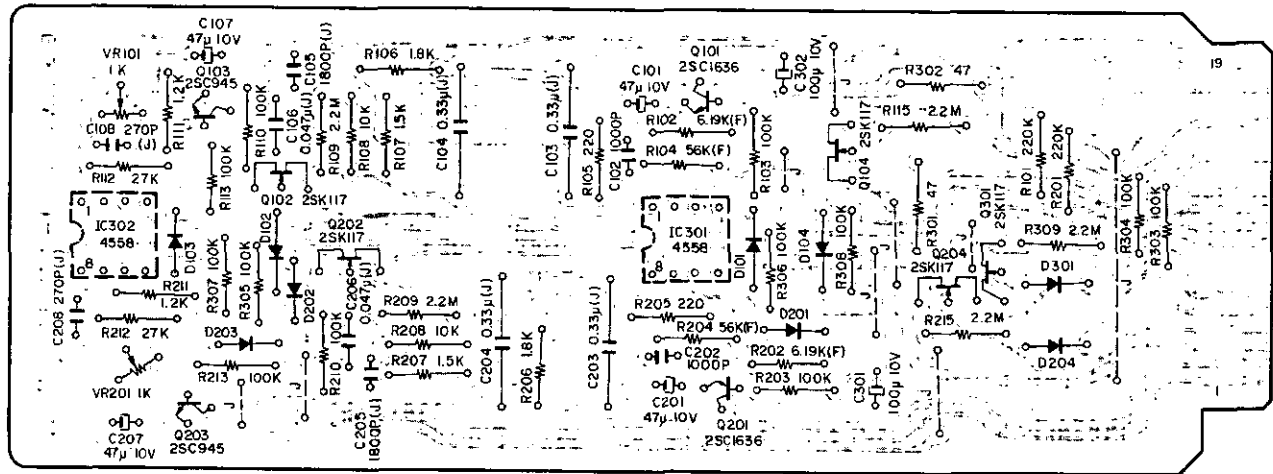 C107
47µ 10V
VR101
1K
Q103
2SC945
R111 1.2K
C108 270P
(J)
R112 27K
R110 100K
C105
1800P(J)
C106
0.047µ(J)
R109 2.2M
R108 10K
R107 1.5K
R106 1.8K
C104 0.33µ(J)
C103 0.33µ(J)
R105 220
C102 1000P
C101
47µ 10V
Q101
2SC1636
R102 6.19K(F)
R104 56K(F)
R103 100K
C302
100µ 10V
Q104 2SK117
R302 47
R115 2.2M
19
R113 100K
Q102 2SK117
1
IC302
4558
8
D103
D102
Q202
2SK117
R307 100K
R305 100K
D202
C206
0.047µ(J)
1
IC301
4558
8
D101
R306 100K
D104
R308 100K
R301 47
Q301
2SK117
Q204
2SK117
R101 220K
R201 220K
R309 2.2M
R304 100K
R303 100K
D301
C208 270P(J)
R211
1.2K
R212 27K
D203
R213 100K
VR201 1K
C207
47µ 10V
Q203
2SC945
R210 100K
C205
1800P(J)
R209 2.2M
R208 10K
R207 1.5K
C204 0.33µ(J)
R206 1.8K
C203 0.33µ(J)
R205 220
R204 56K(F)
D201
C202
1000P
R202 6.19K(F)
R203 100K
C201
47µ 10V
Q201
2SC1636
C301
100µ 10V
R215 2.2M
D204
J
J
J
J
J
J
J
J
J